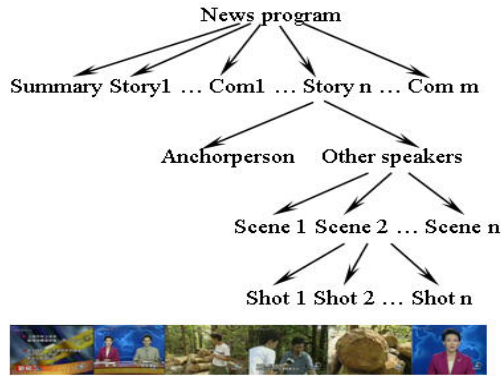 News program
Summary Story1 … Com1 … Story n … Com m
Anchorperson Other speakers
Scene 1 Scene 2 … Scene n
Shot 1 Shot 2 … Shot n